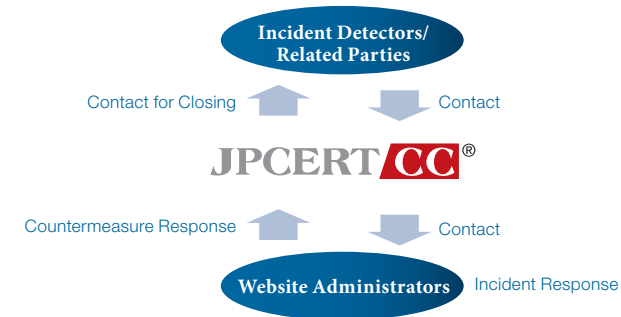 Incident Detectors/
Related Parties
Contact for Closing
Contact
JPCERT CC®
Countermeasure Response
Contact
Website Administrators
Incident Response